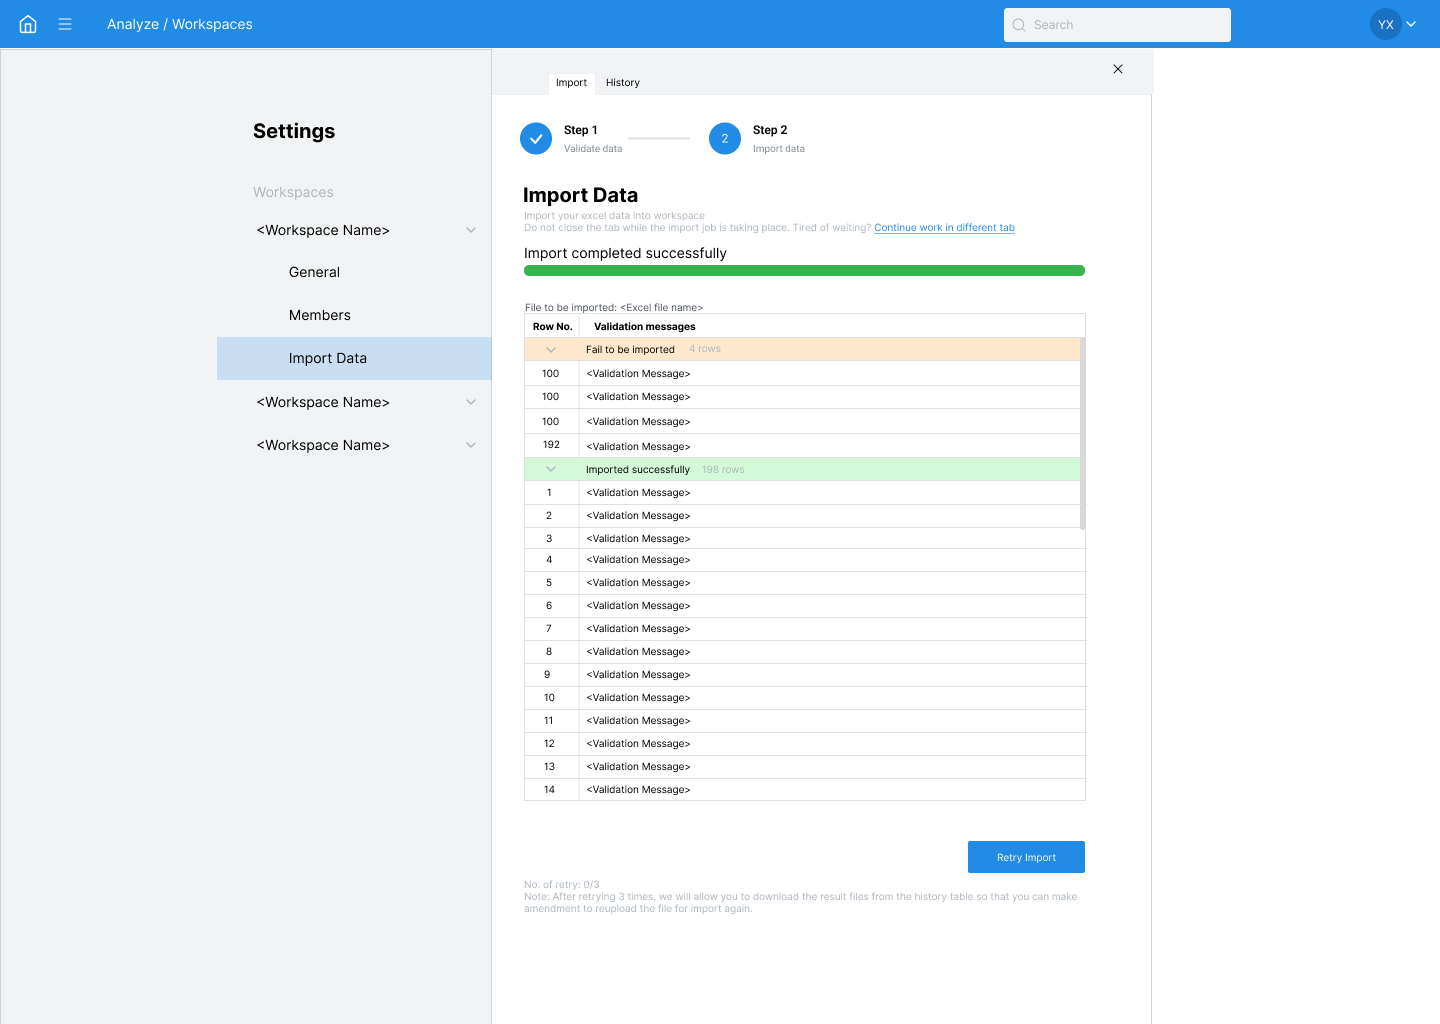 Analyze / Workspaces
Search
YX
Import
History
Settings
Workspaces
<Workspace Name>
General
Members
Import Data
<Workspace Name>
<Workspace Name>
Step 1
Validate data
2
Step 2
Import data
Import Data
Import your excel data into workspace
Do not close the tab while the import job is taking place. Tired of waiting? Continue work in different tab
Import completed successfully
File to be imported: <Excel file name>
Row No. Validation messages
Fail to be imported 4 rows
100 <Validation Message>
100 <Validation Message>
100 <Validation Message>
192 <Validation Message>
Imported successfully 198 rows
1 <Validation Message>
2 <Validation Message>
3 <Validation Message>
4 <Validation Message>
5 <Validation Message>
6 <Validation Message>
7 <Validation Message>
8 <Validation Message>
9 <Validation Message>
10 <Validation Message>
11 <Validation Message>
12 <Validation Message>
13 <Validation Message>
14 <Validation Message>
Retry Import
No. of retry: 0/3
Note: After retrying 3 times, we will allow you to download the result files from the history table so that you can make
amendment to reupload the file for import again.